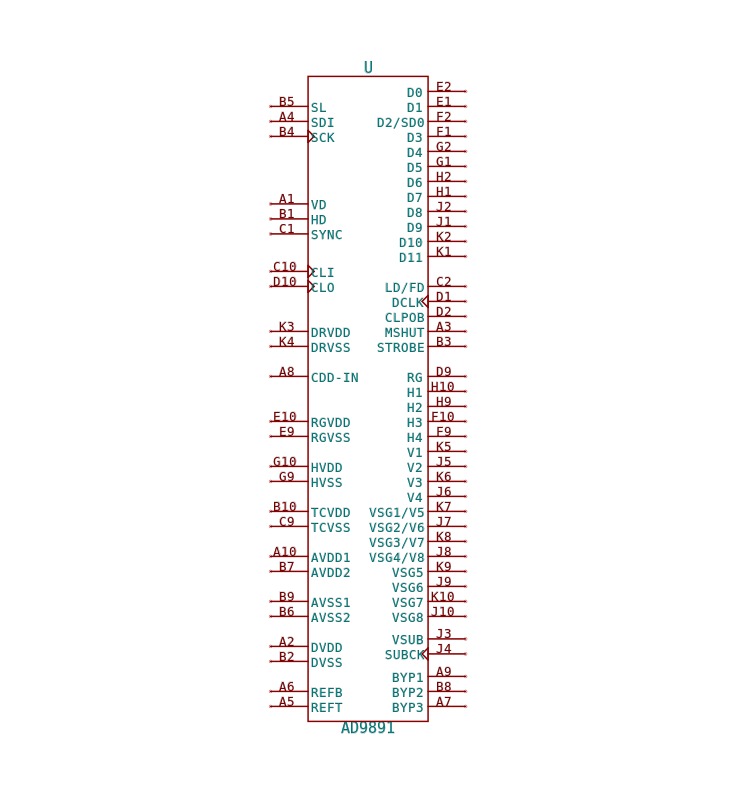 U
B5 SL
A4 SDI
B4 SCK
A1 VD
B1 HD
C1 SYNC
C10 CLI
D10 CLO
K3 DRVDD
K4 DRVSS
A8 CDD-IN
E10 RGVDD
E9 RGVSS
G10 HVDD
G9 HVSS
B10 TCVDD
C9 TCVSS
A10 AVDD1
B7 AVDD2
B9 AVSS1
B6 AVSS2
A2 DVDD
B2 DVSS
A6 REFB
A5 REFT
D0 E2
D1 E1
D2/SD0 F2
D3 F1
D4 G2
D5 G1
D6 H2
D7 H1
D8 J2
D9 J1
D10 K2
D11 K1
LD/FD C2
DCLK D1
CLPOB D2
MSHUT A3
STROBE B3
RG D9
H1 H10
H2 H9
H3 F10
H4 F9
V1 K5
V2 J5
V3 K6
V4 J6
VSG1/V5 K7
VSG2/V6 J7
VSG3/V7 K8
VSG4/V8 J8
VSG5 K9
VSG6 J9
VSG7 K10
VSG8 J10
VSUB J3
SUBCK J4
BYP1 A9
BYP2 B8
BYP3 A7
AD9891